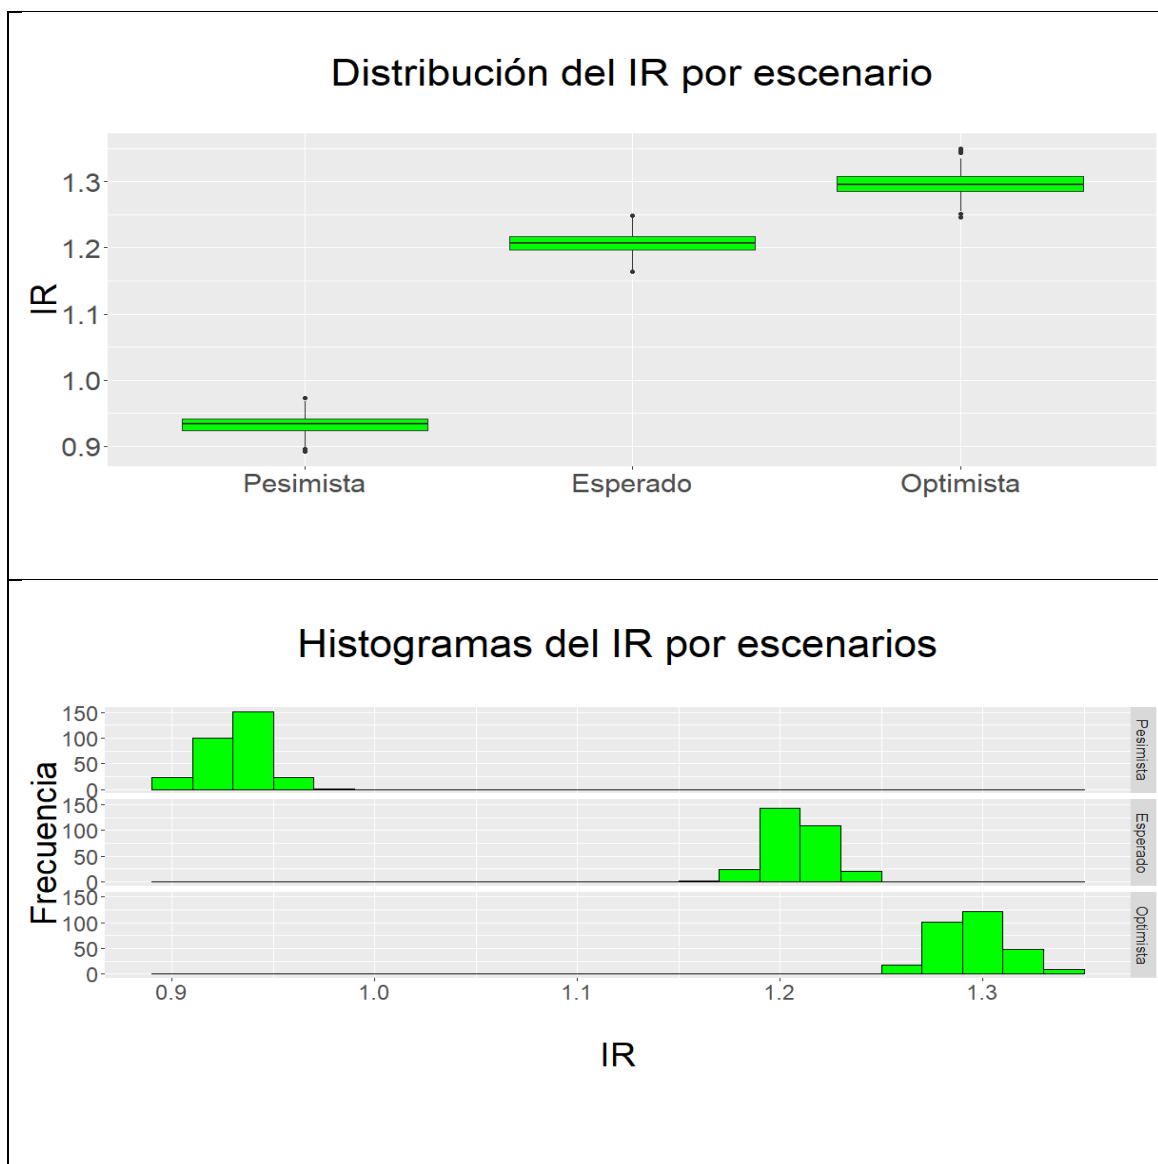 Distribución del IR por escenario
IR
1.3
1.2
1.1
1.0
0.9
Pesimista Esperado Optimista
Histogramas del IR por escenarios
Frecuencia
150
100
50
0
Pesimista
150
100
50
0
Esperado
150
100
50
0
Optimista
0.9 1.0 1.1 1.2 1.3
IR